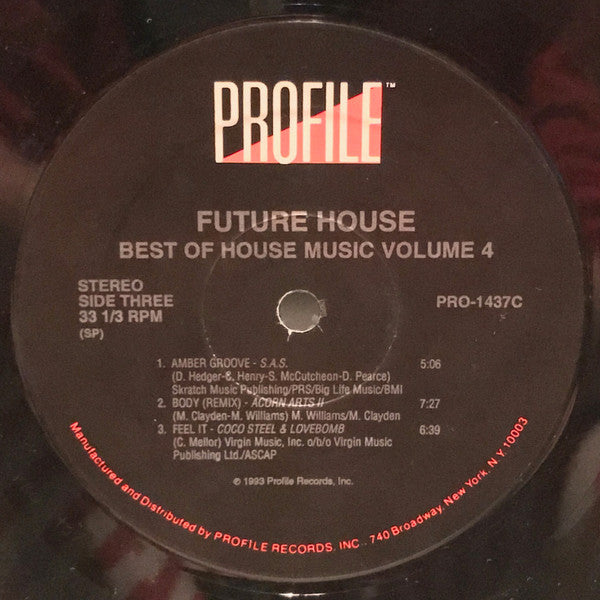 PROFILE™
FUTURE HOUSE
BEST OF HOUSE MUSIC VOLUME 4
STEREO
SIDE THREE
33 1/3 RPM
(SP)
PRO-1437C
1. AMBER GROOVE - S.A.S. 5:06
(D. Hedger-E. Henry-S. McCutcheon-D. Pearce)
Skratch Music Publishing/PRS/Big Life Music/BMI
2. BODY (REMIX) - ACORN ARTS II 7:27
(M. Clayden-M. Williams) M. Williams/M. Clayden
3. FEEL IT - COCO STEEL & LOVEBOMB 6:39
(C. Mellor) Virgin Music, Inc. o/b/o Virgin Music
Publishing Ltd./ASCAP
℗ 1993 Profile Records, Inc.
Manufactured and Distributed by PROFILE RECORDS, INC., 740 Broadway, New York, N.Y. 10003